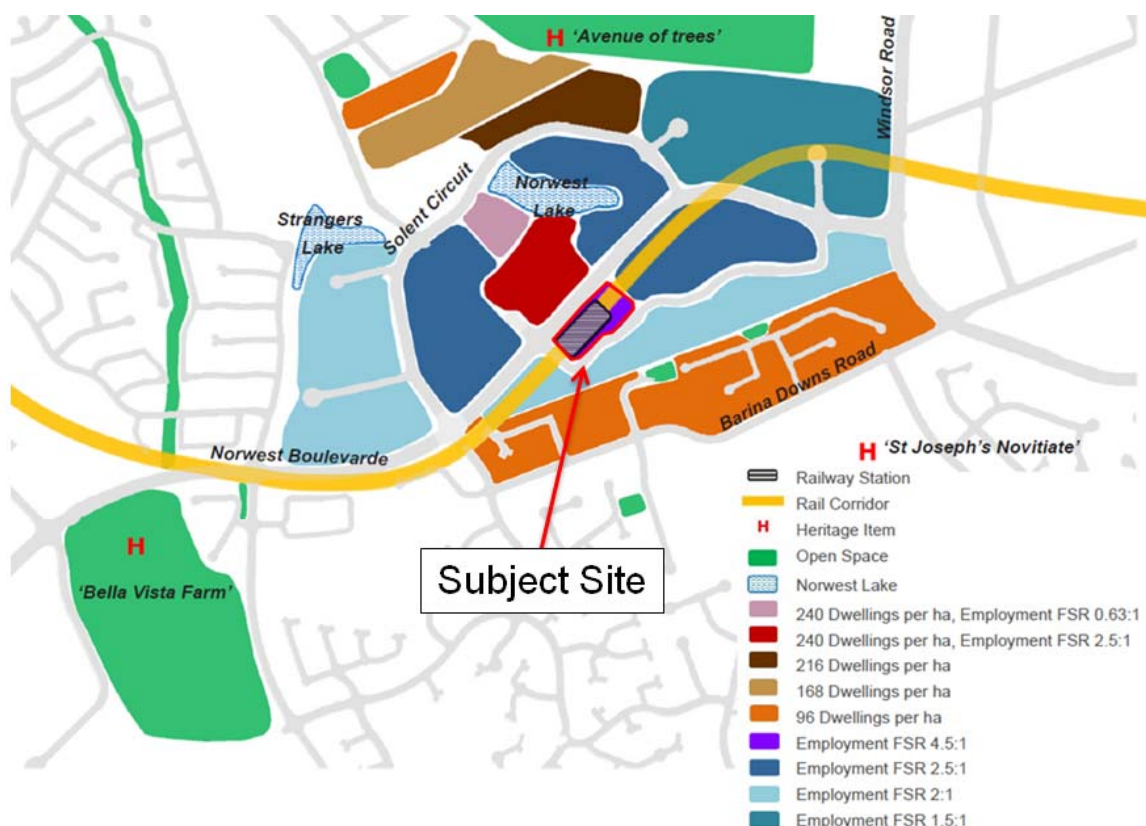 H 'Avenue of trees'
Windsor Road
Solent Circuit
Norwest
Lake
Strangers
Lake
Barina Downs Road
Norwest Boulevarde
H 'St Joseph's Novitiate'
H
'Bella Vista Farm'
Subject Site
Railway Station
Rail Corridor
H Heritage Item
Open Space
Norwest Lake
240 Dwellings per ha, Employment FSR 0.63:1
240 Dwellings per ha, Employment FSR 2.5:1
216 Dwellings per ha
168 Dwellings per ha
96 Dwellings per ha
Employment FSR 4.5:1
Employment FSR 2.5:1
Employment FSR 2:1
Employment FSR 1.5:1